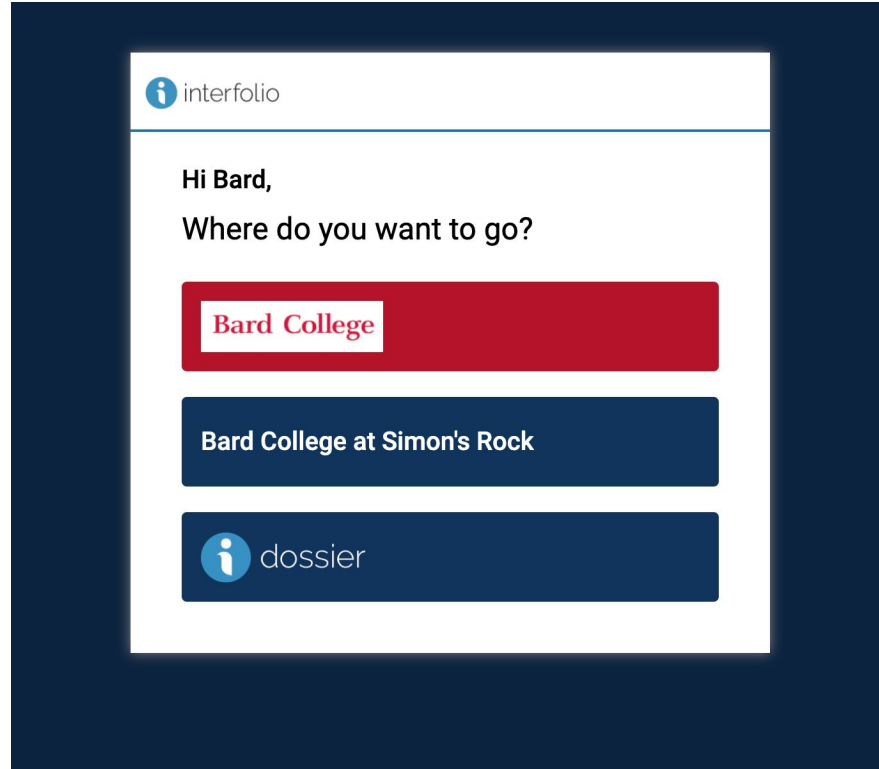 interfolio
Hi Bard,
Where do you want to go?
Bard College
Bard College at Simon's Rock
dossier